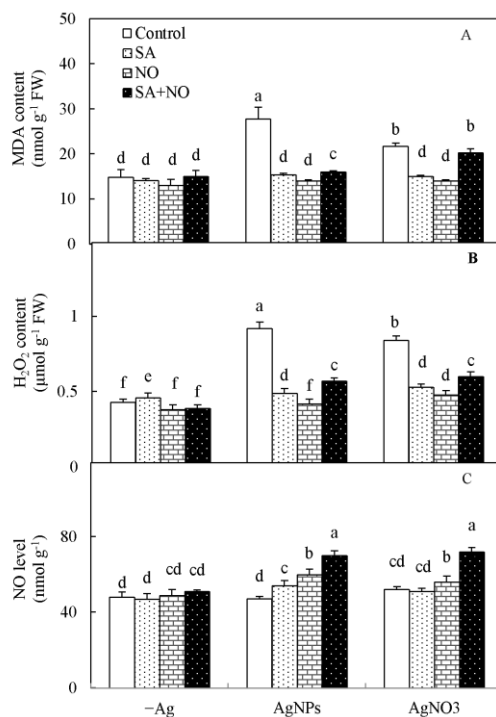 Control
SA
NO
SA+NO
A
MDA content
(nmol g⁻¹ FW)
50
40
30
20
10
0
d d d d
a d d c
b d d b
B
H₂O₂ content
(µmol g⁻¹ FW)
1
0.5
0
f e f f
a d f c
b d d c
C
NO level
(nmol g⁻¹)
80
40
0
d d cd cd
d c b a
cd cd b a
−Ag AgNPs AgNO3